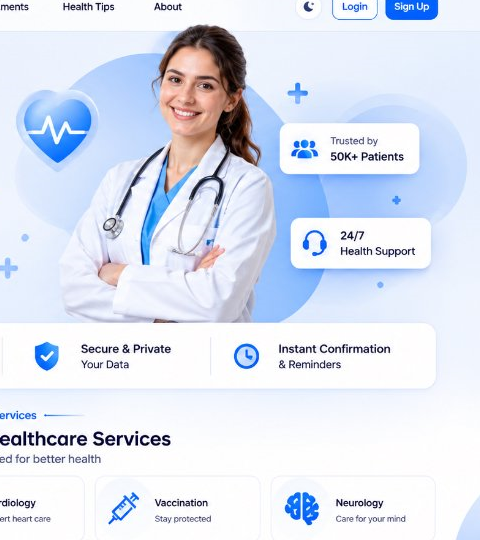 ments Health Tips About Login Sign Up
Trusted by
50K+ Patients
24/7
Health Support
Secure & Private
Your Data
Instant Confirmation
& Reminders
ervices
ealthcare Services
ed for better health
rdiology
ert heart care
Vaccination
Stay protected
Neurology
Care for your mind